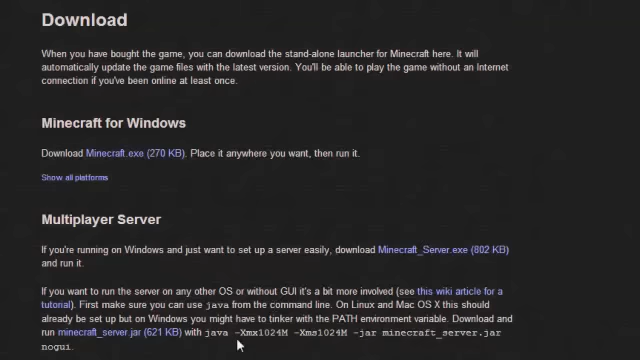 Download
When you have bought the game, you can download the stand-alone launcher for Minecraft here. It will
automatically update the game files with the latest version. You'll be able to play the game without an Internet
connection if you've been online at least once.
Minecraft for Windows
Download Minecraft.exe (270 KB). Place it anywhere you want, then run it.
Show all platforms
Multiplayer Server
If you're running on Windows and just want to set up a server easily, download Minecraft_Server.exe (802 KB)
and run it.
If you want to run the server on any other OS or without GUI it's a bit more involved (see this wiki article for a
tutorial). First make sure you can use java from the command line. On Linux and Mac OS X this should
already be set up but on Windows you might have to tinker with the PATH environment variable. Download and
run minecraft_server.jar (621 KB) with java -Xmx1024M -Xms1024M -jar minecraft_server.jar
nogui.